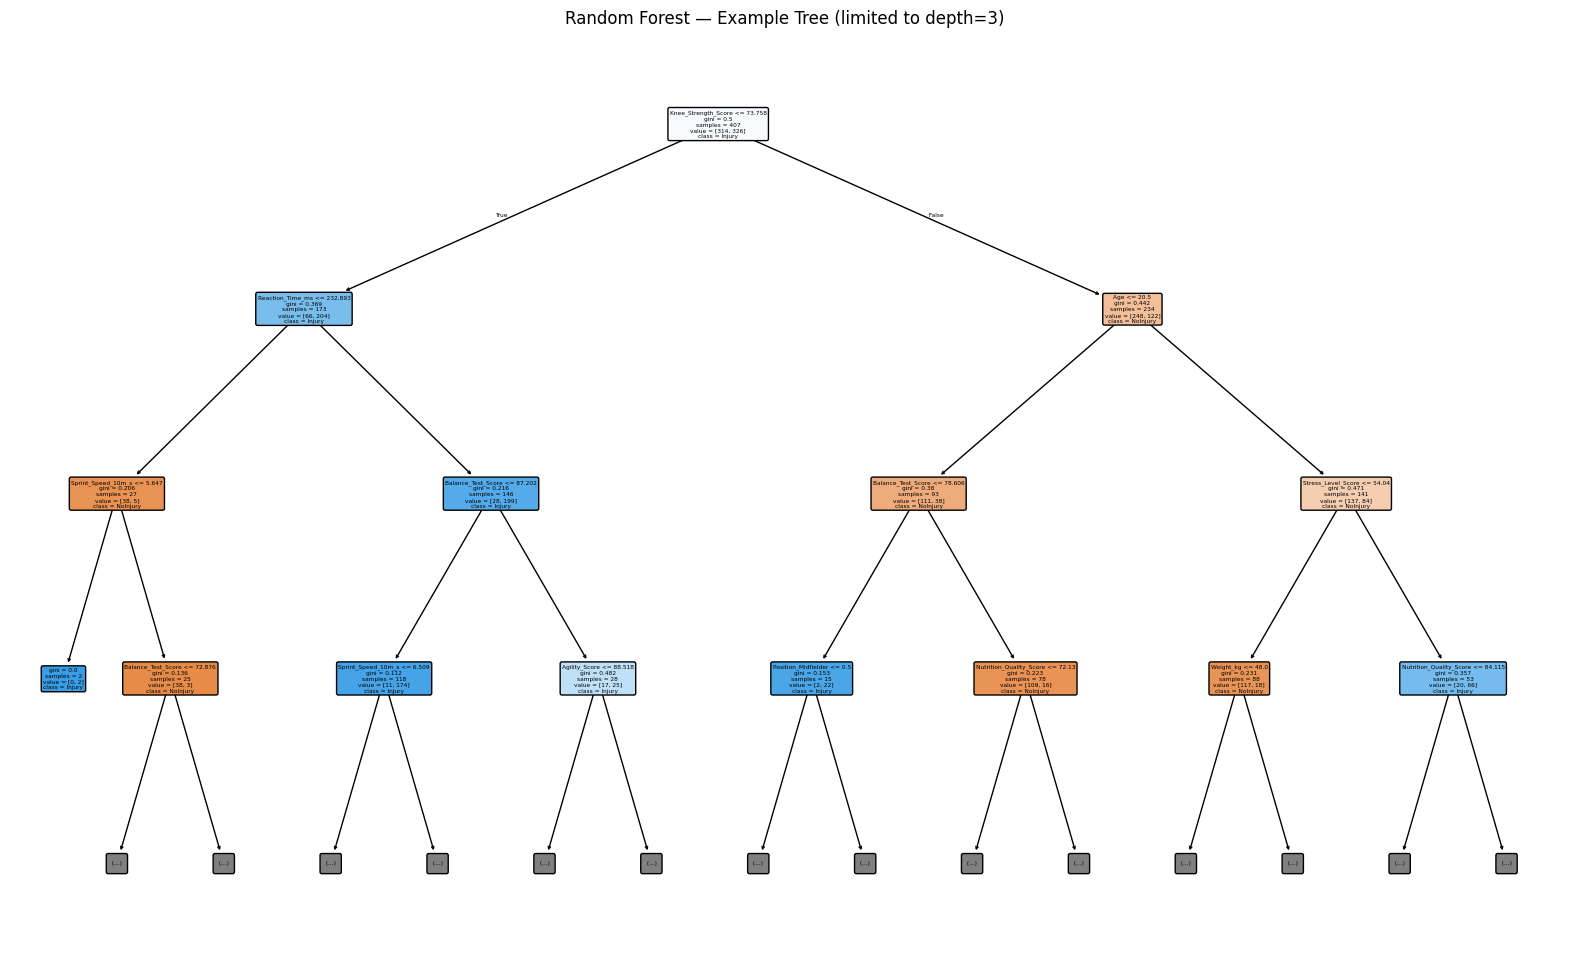 Random Forest — Example Tree (limited to depth=3)
Knee_Strength_Score <= 73.758
gini = 0.5
samples = 407
value = [314, 326]
class = Injury
True
False
Reaction_Time_ms <= 232.893
gini = 0.369
samples = 173
value = [66, 204]
class = Injury
Age <= 20.5
gini = 0.442
samples = 234
value = [248, 122]
class = NoInjury
Sprint_Speed_10m_s <= 5.647
gini = 0.206
samples = 27
value = [38, 5]
class = NoInjury
Balance_Test_Score <= 87.202
gini = 0.216
samples = 146
value = [28, 199]
class = Injury
Balance_Test_Score <= 78.606
gini = 0.38
samples = 93
value = [111, 38]
class = NoInjury
Stress_Level_Score <= 54.04
gini = 0.471
samples = 141
value = [137, 84]
class = NoInjury
gini = 0.0
samples = 2
value = [0, 2]
class = Injury
Balance_Test_Score <= 72.876
gini = 0.136
samples = 25
value = [38, 3]
class = NoInjury
Sprint_Speed_10m_s <= 6.509
gini = 0.112
samples = 118
value = [11, 174]
class = Injury
Agility_Score <= 88.518
gini = 0.482
samples = 28
value = [17, 25]
class = Injury
Position_Midfielder <= 0.5
gini = 0.153
samples = 15
value = [2, 22]
class = Injury
Nutrition_Quality_Score <= 72.13
gini = 0.223
samples = 78
value = [109, 16]
class = NoInjury
Weight_kg <= 48.0
gini = 0.231
samples = 88
value = [117, 18]
class = NoInjury
Nutrition_Quality_Score <= 84.115
gini = 0.357
samples = 53
value = [20, 66]
class = Injury
(...)
(...)
(...)
(...)
(...)
(...)
(...)
(...)
(...)
(...)
(...)
(...)
(...)
(...)